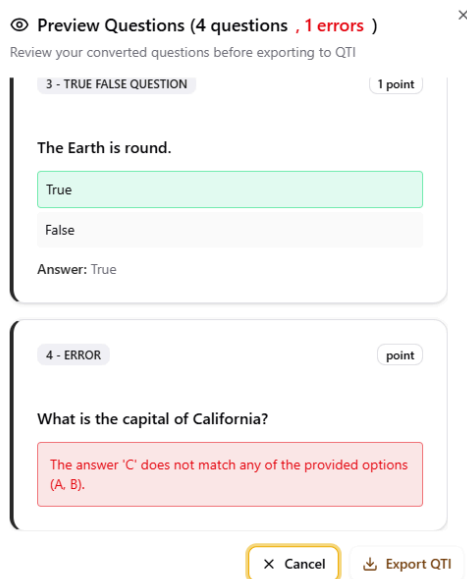 Preview Questions (4 questions , 1 errors )
Review your converted questions before exporting to QTI
3 - TRUE FALSE QUESTION
1 point
The Earth is round.
True
False
Answer: True
4 - ERROR
point
What is the capital of California?
The answer 'C' does not match any of the provided options
(A, B).
Cancel
Export QTI